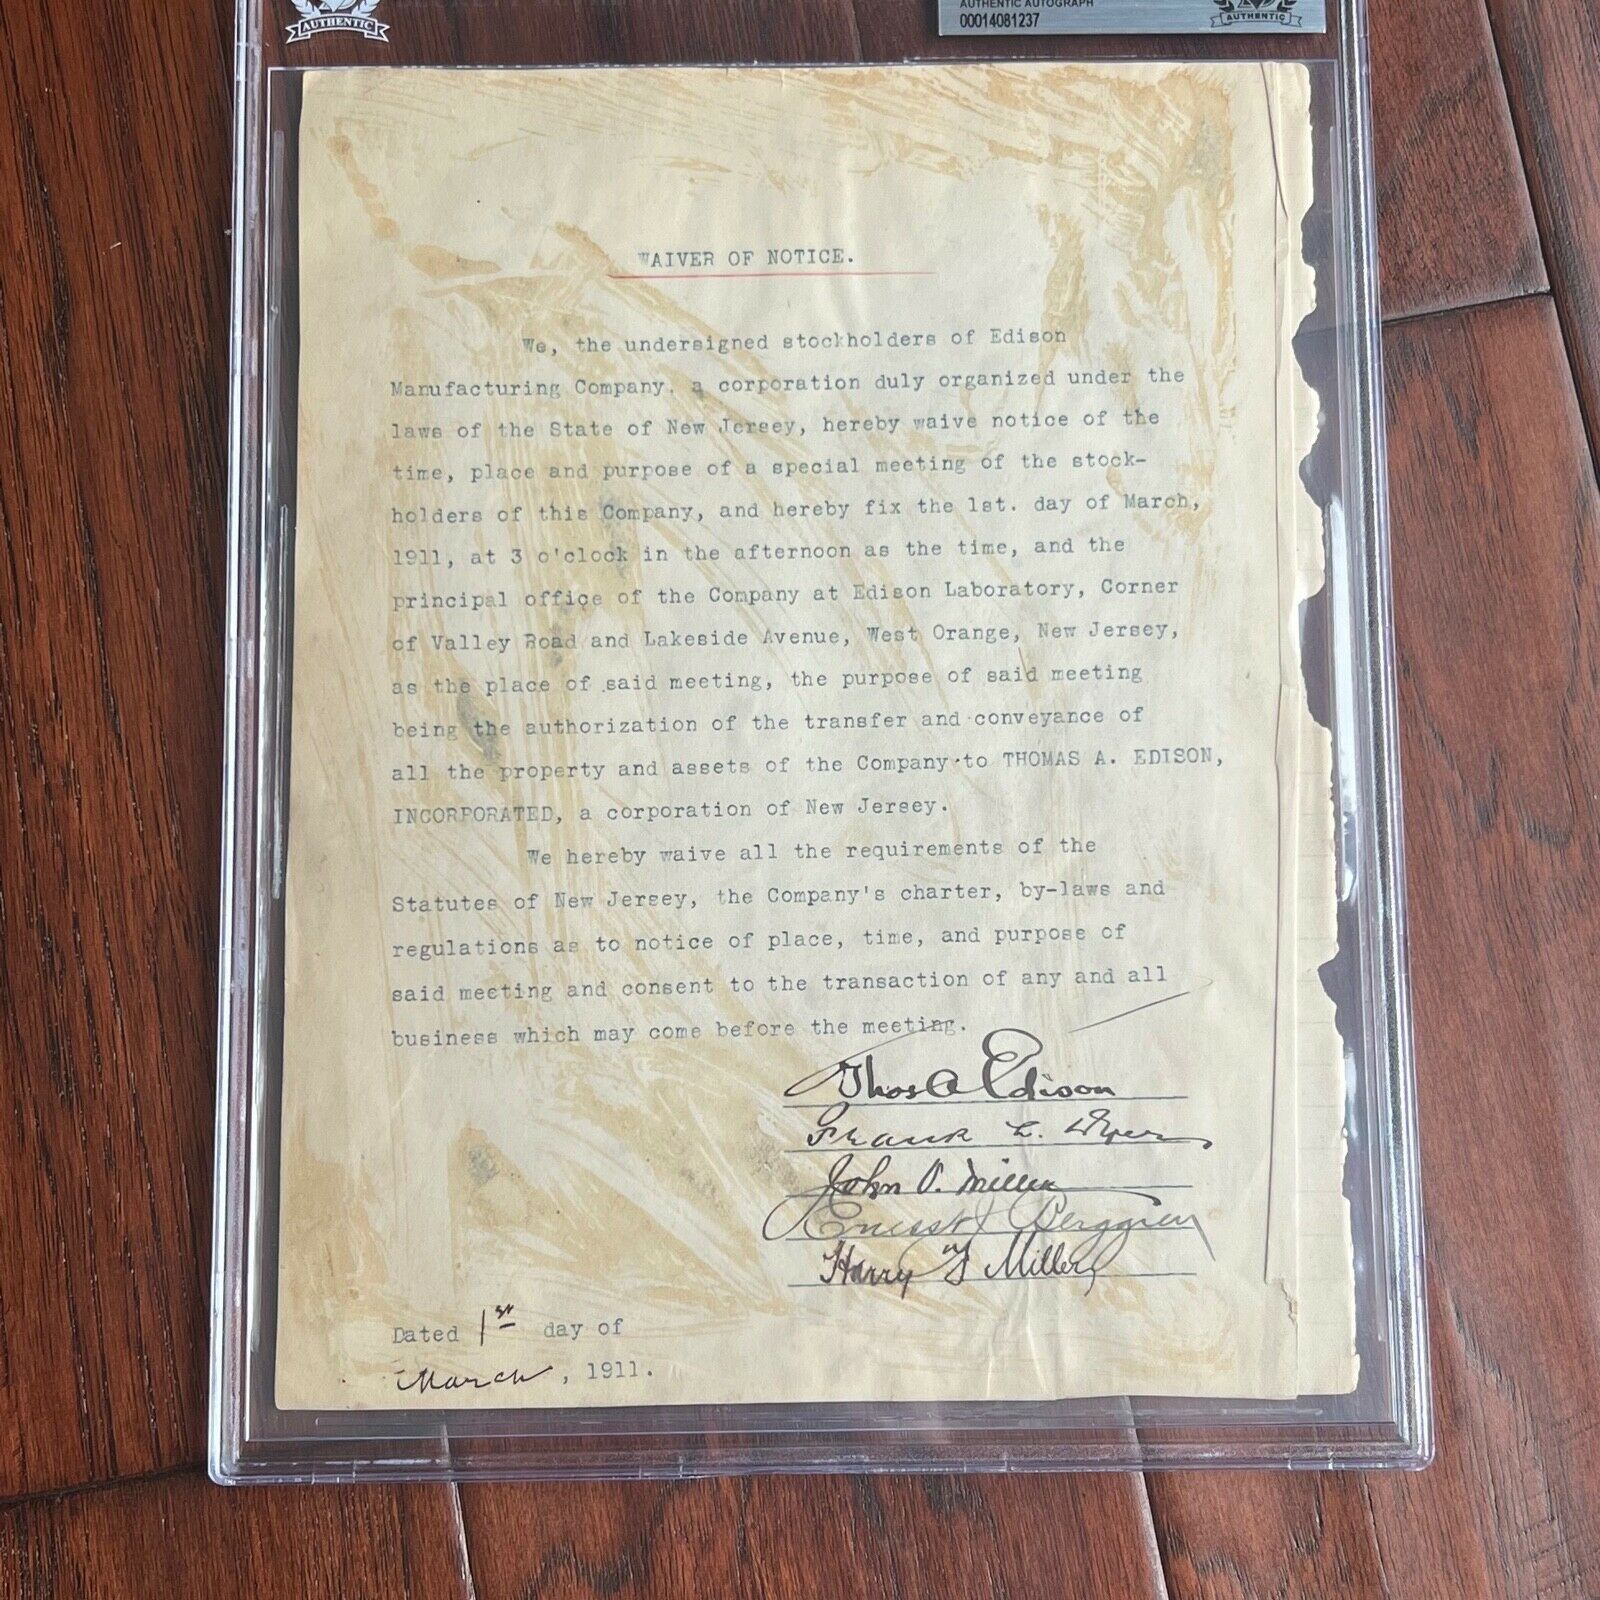 AUTHENTIC
AUTHENTIC AUTOGRAPH
00014081237
AUTHENTIC
WAIVER OF NOTICE.
We, the undersigned stockholders of Edison
Manufacturing Company, a corporation duly organized under the
laws of the State of New Jersey, hereby waive notice of the
time, place and purpose of a special meeting of the stock-
holders of this Company, and hereby fix the 1st. day of March,
1911, at 3 o'clock in the afternoon as the time, and the
principal office of the Company at Edison Laboratory, Corner
of Valley Road and Lakeside Avenue, West Orange, New Jersey,
as the place of said meeting, the purpose of said meeting
being the authorization of the transfer and conveyance of
all the property and assets of the Company to THOMAS A. EDISON,
INCORPORATED, a corporation of New Jersey.
We hereby waive all the requirements of the
Statutes of New Jersey, the Company's charter, by-laws and
regulations as to notice of place, time, and purpose of
said meeting and consent to the transaction of any and all
business which may come before the meeting.
Thos A Edison
Frank L. Dyer
John V. Miller
Ernest J Berggren
Harry F Miller
Dated 1st day of
March, 1911.